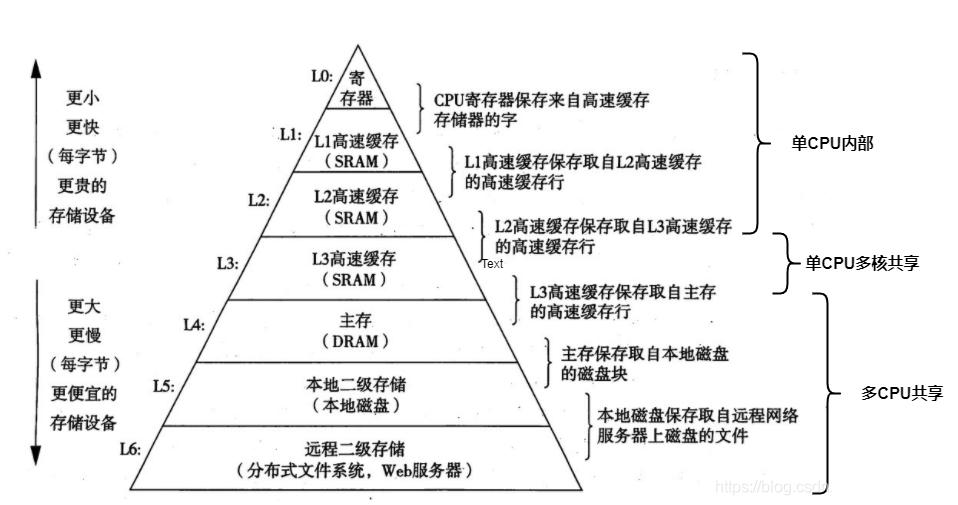 更小
更快
（每字节）
更贵的
存储设备
更大
更慢
（每字节）
更便宜的
存储设备
L0:
寄
存器
L1:
L1高速缓存
（SRAM）
L2:
L2高速缓存
（SRAM）
L3:
L3高速缓存
（SRAM）
L4:
主存
（DRAM）
L5:
本地二级存储
（本地磁盘）
L6:
远程二级存储
（分布式文件系统，Web服务器）
CPU寄存器保存来自高速缓存
存储器的字
L1高速缓存保存取自L2高速缓存
的高速缓存行
L2高速缓存保存取自L3高速缓存
的高速缓存行
Text
L3高速缓存保存取自主存
的高速缓存行
主存保存取自本地磁盘
的磁盘块
本地磁盘保存取自远程网络
服务器上磁盘的文件
单CPU内部
单CPU多核共享
多CPU共享
https://blog.csdn